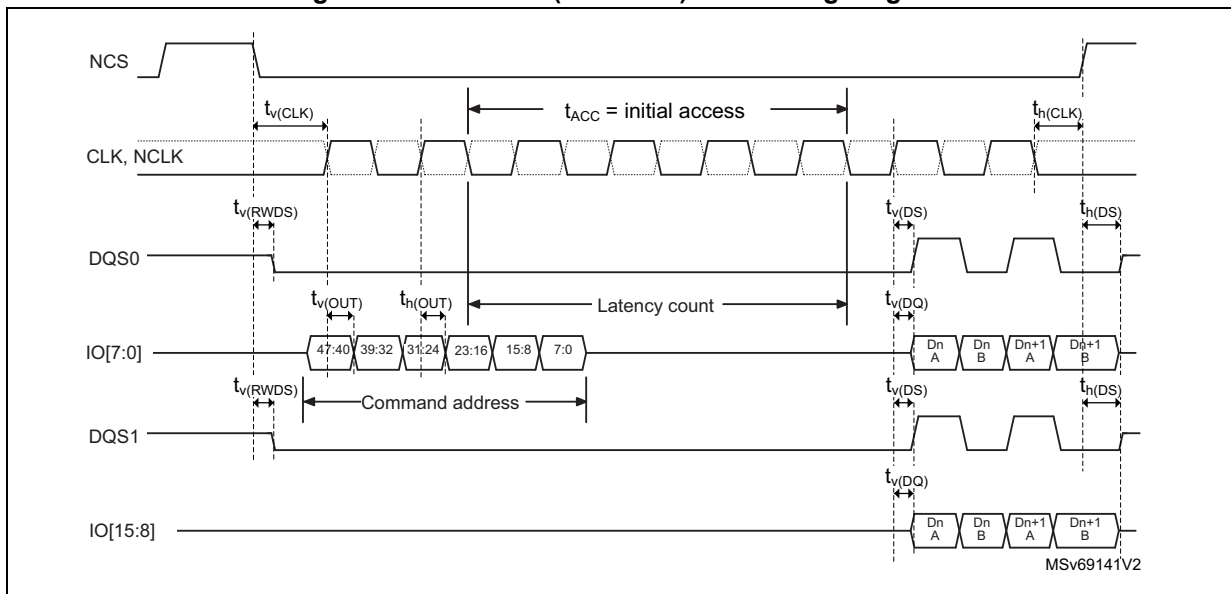 NCS
tv(CLK)
tACC = initial access
th(CLK)
CLK, NCLK
tv(RWDS)
tv(DS)
th(DS)
DQS0
tv(OUT)
th(OUT)
Latency count
tv(DQ)
IO[7:0]
47:40 39:32 31:24 23:16 15:8 7:0
Dn A
Dn B
Dn+1 A
Dn+1 B
tv(RWDS)
Command address
tv(DS)
th(DS)
DQS1
tv(DQ)
IO[15:8]
Dn A
Dn B
Dn+1 A
Dn+1 B
MSv69141V2